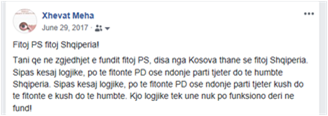 Xhevat Meha
June 29, 2017
Fitoj PS fitoj Shqiperia!
Tani qe ne zgjedhjet e fundit fitoj PS, disa nga Kosova thane se fitoj Shqiperia.
Sipas kesaj logjike, po te fitonte PD ose ndonje parti tjeter do te humbte
Shqiperia. Sipas kesaj logjike, po te fitonte PD ose ndonje parti tjeter kush do
te fitonte e kush do te humbte. Kjo logjike tek une nuk po funksiono deri ne
fund!